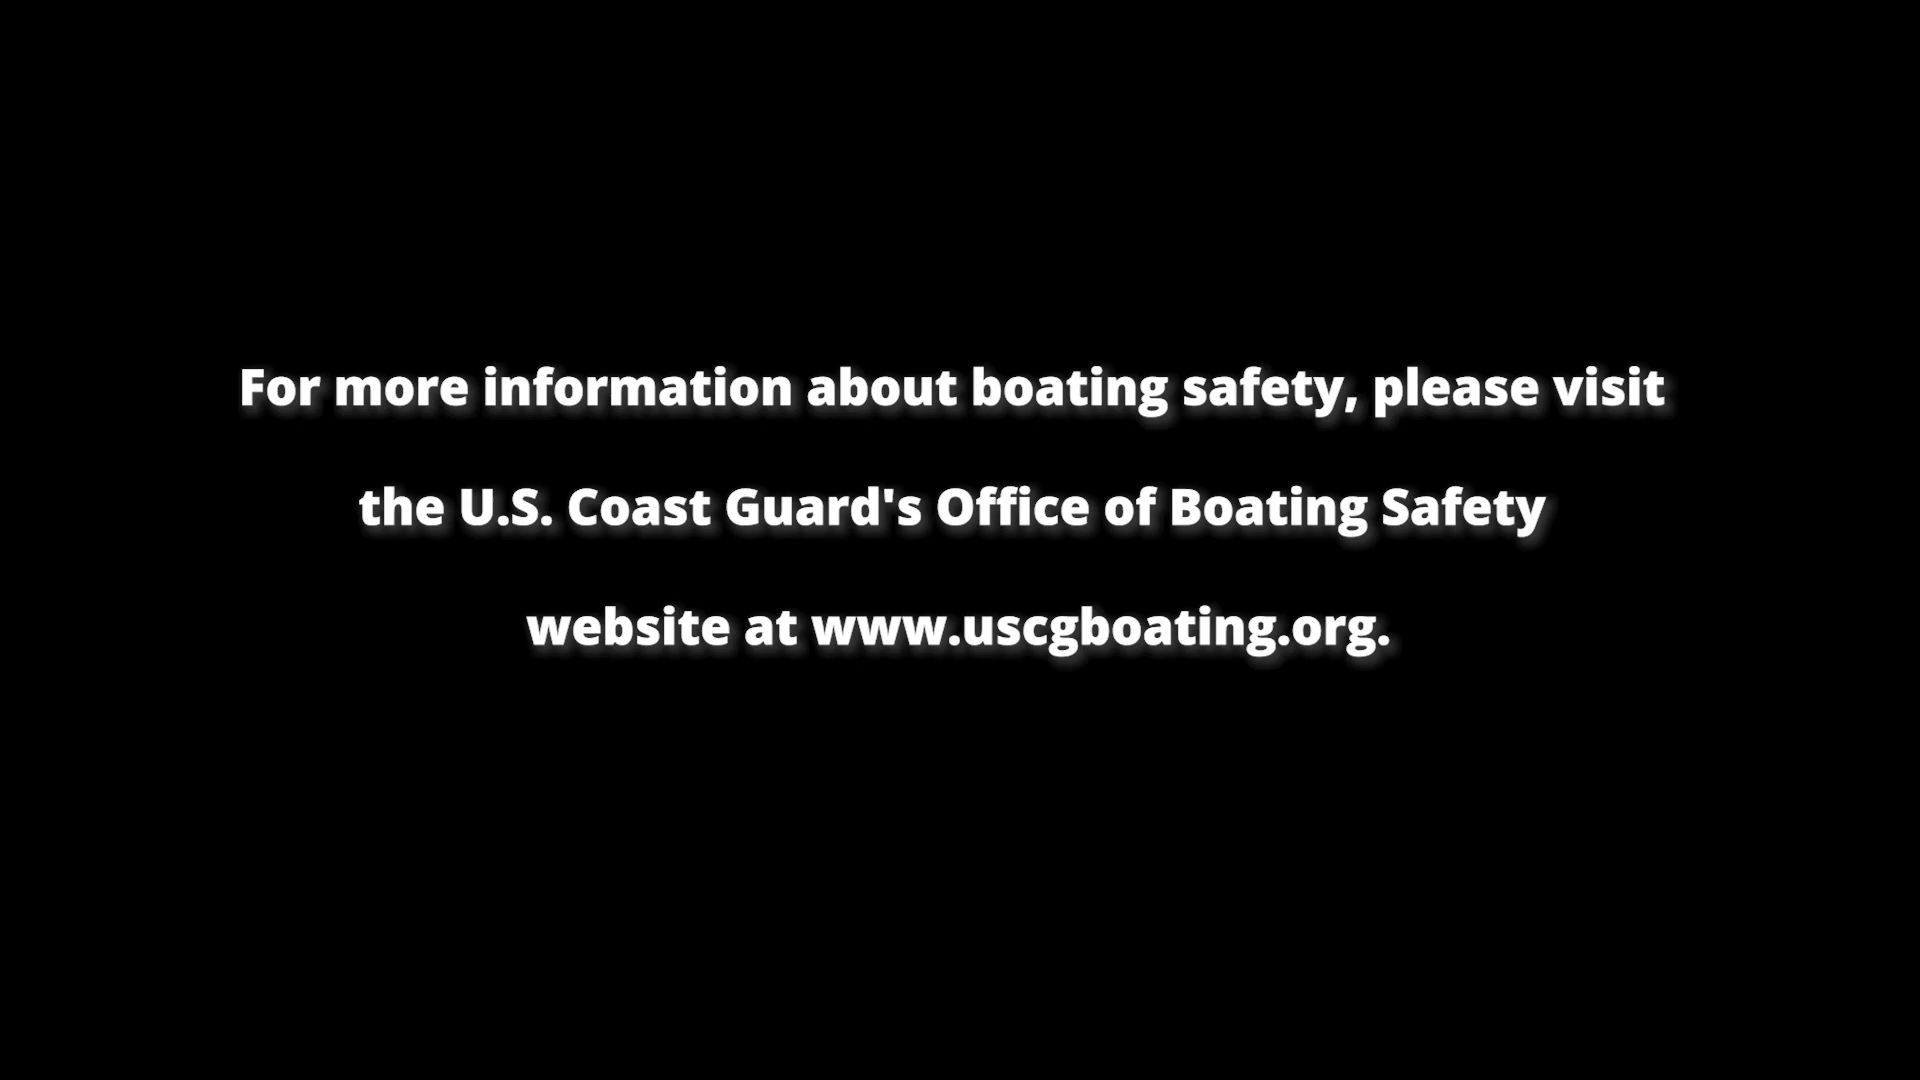 For more information about boating safety, please visit
the U.S. Coast Guard's Office of Boating Safety
website at www.uscgboating.org.